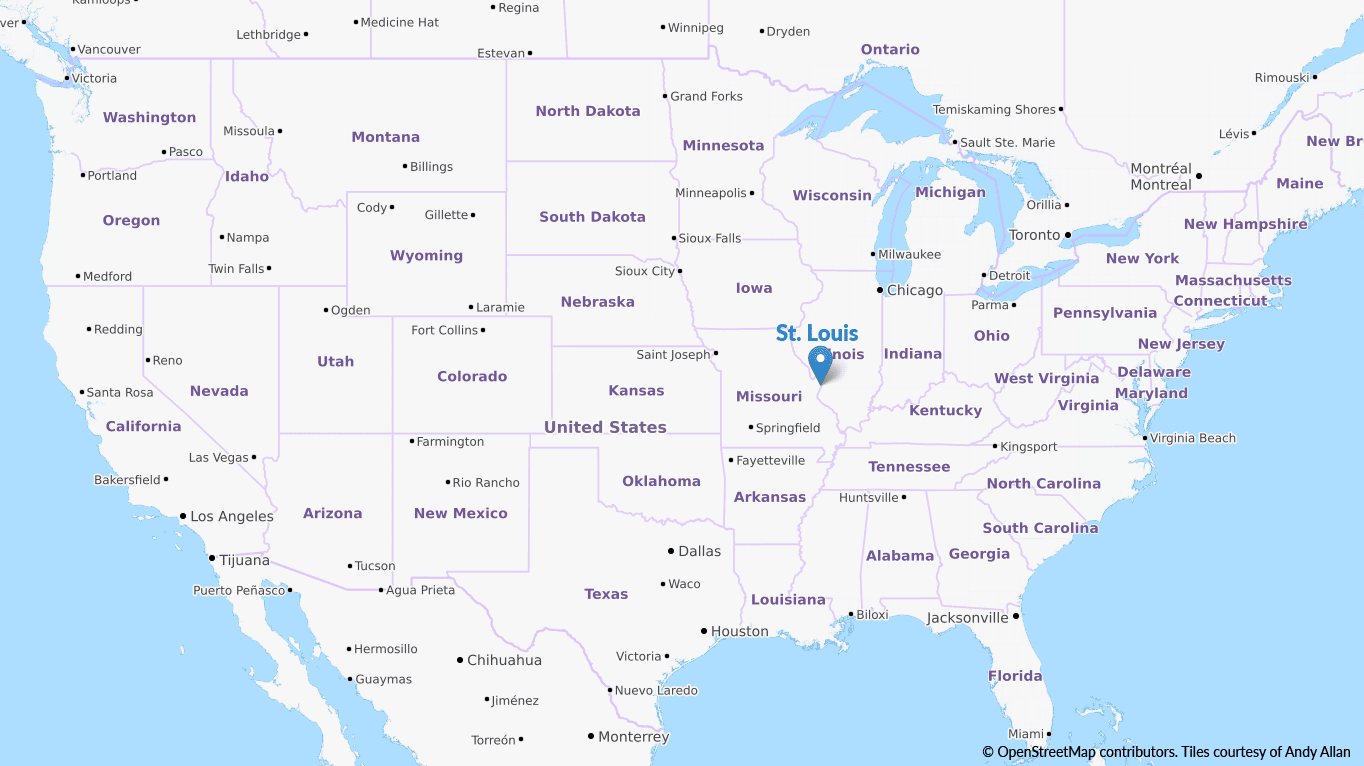 Kamloops
Regina
Medicine Hat
Winnipeg
Dryden
Lethbridge
Ontario
Vancouver
Estevan
Victoria
Rimouski
Grand Forks
North Dakota
Temiskaming Shores
Washington
Missoula
Montana
Lévis
Minnesota
Sault Ste. Marie
New Br
Pasco
Billings
Montréal
Montreal
Portland
Idaho
Maine
Minneapolis
Wisconsin
Michigan
Cody
Gillette
Orillia
Oregon
South Dakota
New Hampshire
Nampa
Sioux Falls
Toronto
Wyoming
Milwaukee
New York
Twin Falls
Sioux City
Medford
Detroit
Massachusetts
Iowa
Chicago
Nebraska
Connecticut
Ogden
Laramie
Parma
Pennsylvania
Redding
Fort Collins
St. Louis
Ohio
New Jersey
Reno
Utah
Saint Joseph
nois
Indiana
Colorado
West Virginia
Delaware
Santa Rosa
Nevada
Kansas
Missouri
Maryland
Kentucky
Virginia
California
United States
Springfield
Farmington
Virginia Beach
Kingsport
Las Vegas
Fayetteville
Tennessee
Bakersfield
Rio Rancho
Oklahoma
North Carolina
Arkansas
Huntsville
Los Angeles
Arizona
New Mexico
South Carolina
Dallas
Alabama
Georgia
Tijuana
Tucson
Waco
Puerto Peñasco
Agua Prieta
Texas
Louisiana
Biloxi
Jacksonville
Houston
Hermosillo
Chihuahua
Victoria
Guaymas
Florida
Nuevo Laredo
Jiménez
Miami
Torreón
Monterrey
© OpenStreetMap contributors. Tiles courtesy of Andy Allan